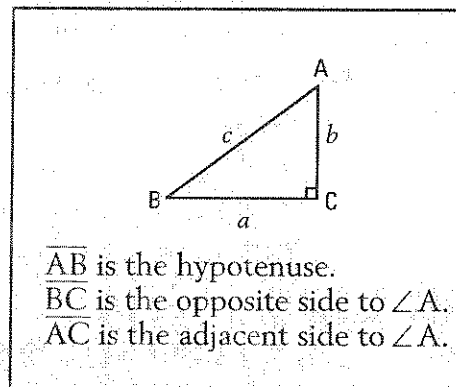 A
c
b
B
C
a
AB is the hypotenuse.
BC is the opposite side to ∠A.
AC is the adjacent side to ∠A.